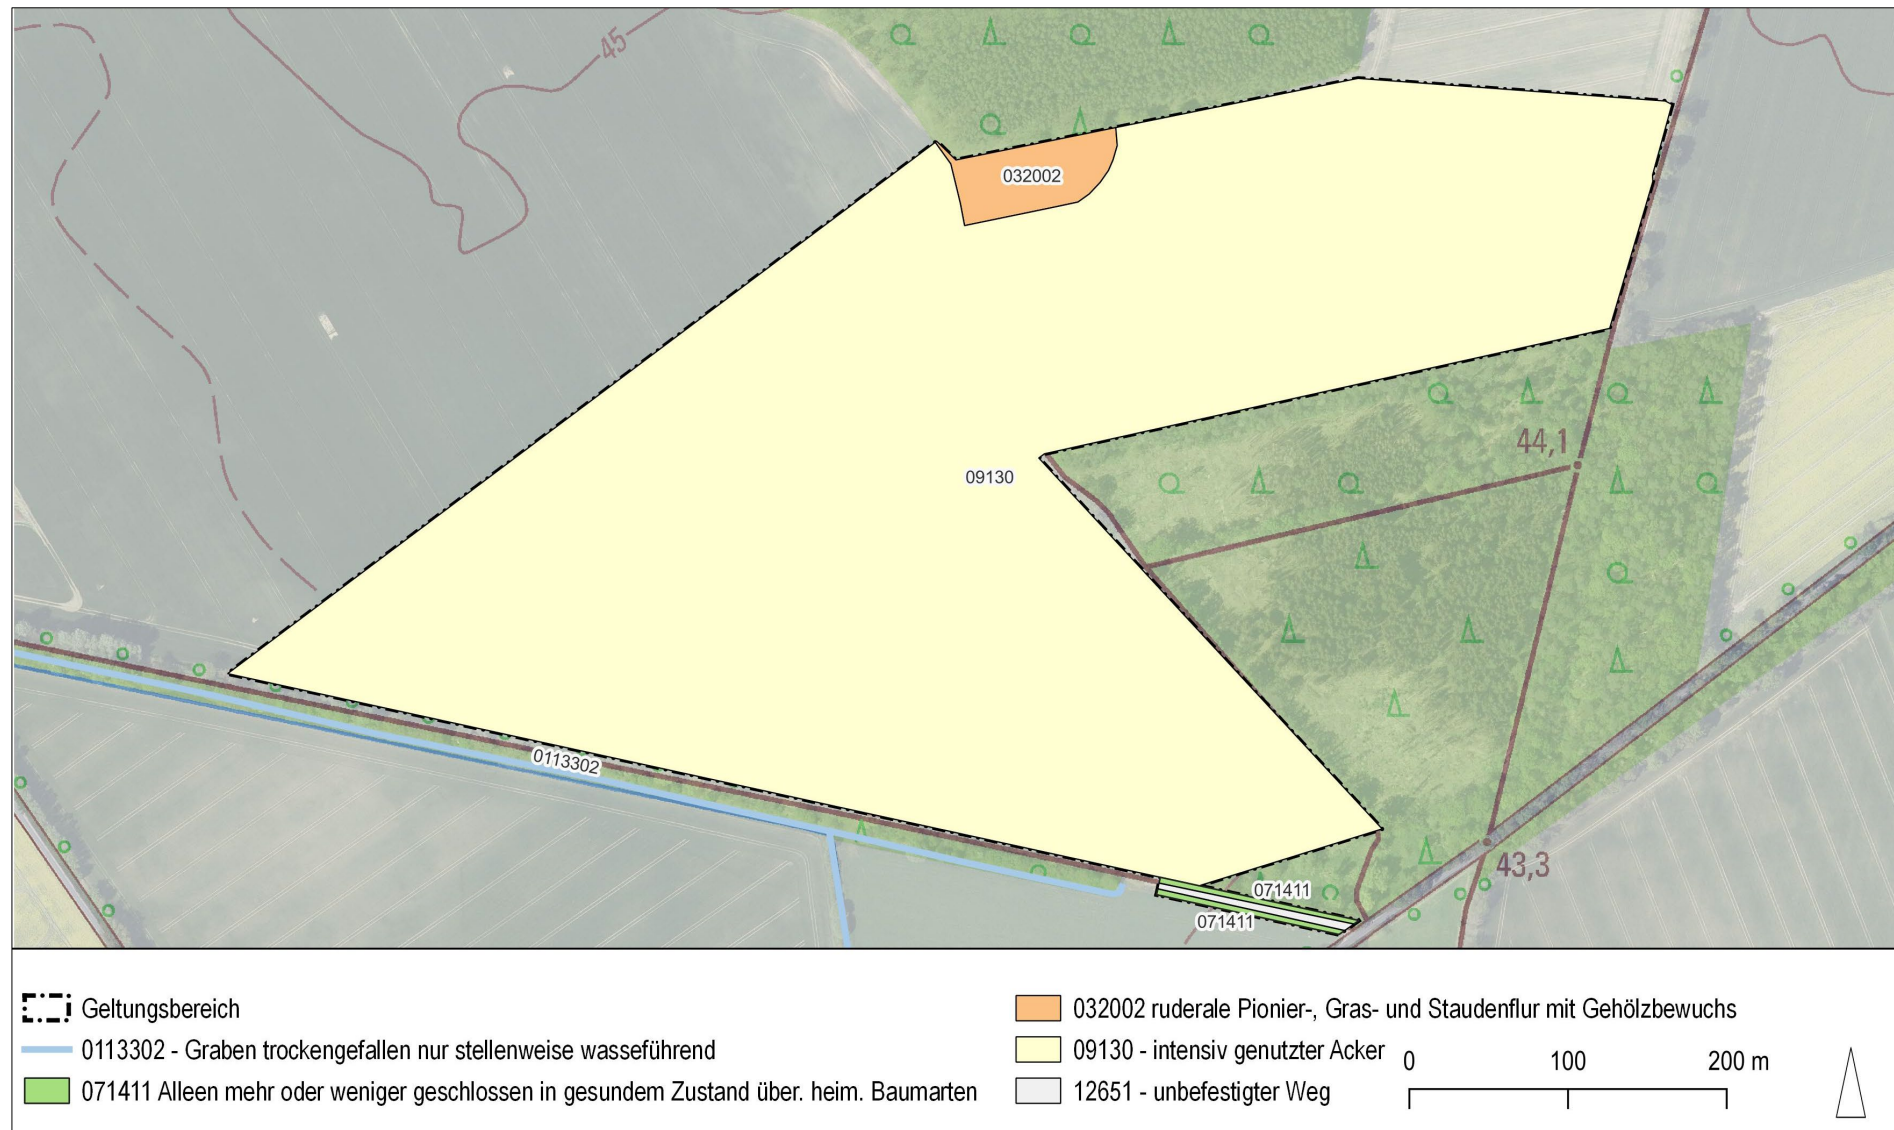 45
032002
44,1
09130
0113302
43,3
071411
071411
Geltungsbereich
0113302 - Graben trockengefallen nur stellenweise wasseführend
071411 Alleen mehr oder weniger geschlossen in gesundem Zustand über. heim. Baumarten
032002 ruderale Pionier-, Gras- und Staudenflur mit Gehölzbewuchs
09130 - intensiv genutzter Acker
12651 - unbefestigter Weg
0 100 200 m